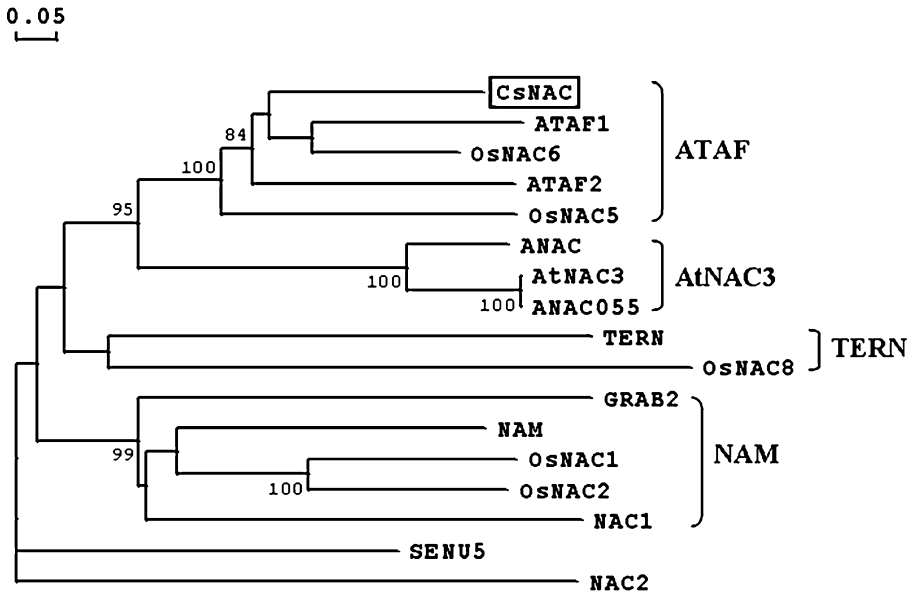 0.05
CsNAC
ATAF1
84
ATAF
OsNAC6
100
ATAF2
95
OsNAC5
ANAC
AtNAC3
AtNAC3
100
100
ANAC055
TERN
TERN
OsNAC8
GRAB2
NAM
99
NAM
OsNAC1
100
OsNAC2
NAC1
SENU5
NAC2